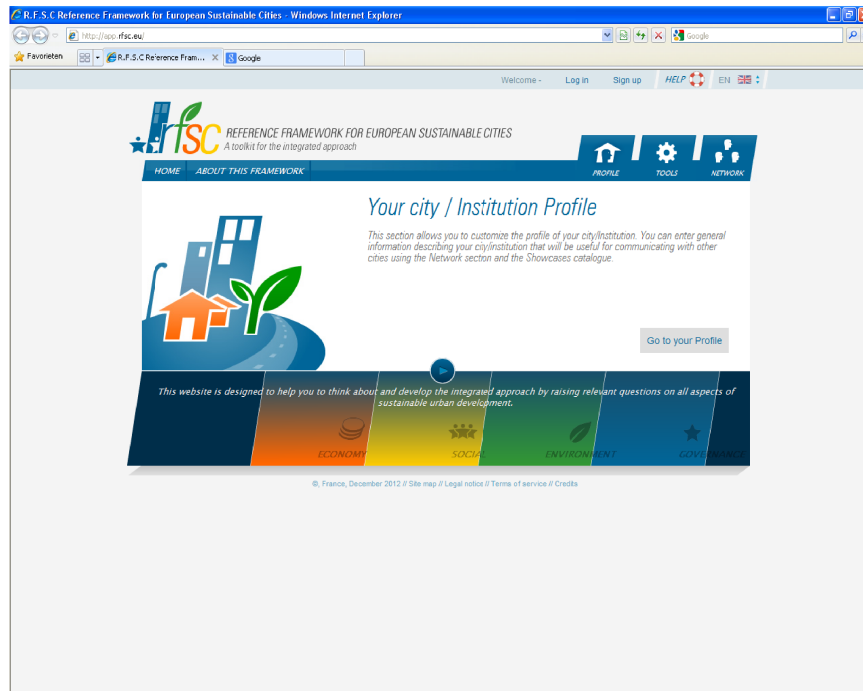 R.F.S.C Reference Framework for European Sustainable Cities - Windows Internet Explorer
http://app.rfsc.eu/
Google
Favorieten
R.F.S.C Reference Fram...
Google
Welcome -
Log in
Sign up
HELP
EN
rfsc
REFERENCE FRAMEWORK FOR EUROPEAN SUSTAINABLE CITIES
A toolkit for the integrated approach
PROFILE
TOOLS
NETWORK
HOME
ABOUT THIS FRAMEWORK
Your city / Institution Profile
This section allows you to customize the profile of your city/institution. You can enter general
information describing your city/institution that will be useful for communicating with other
cities using the Network section and the Showcases catalogue.
Go to your Profile
This website is designed to help you to think about and develop the integrated approach by raising relevant questions on all aspects of
sustainable urban development.
ECONOMY
SOCIAL
ENVIRONMENT
GOVERNANCE
©, France, December 2012 // Site map // Legal notice // Terms of service // Credits